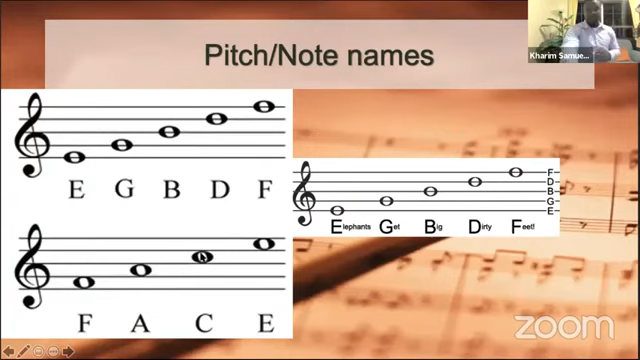 Pitch/Note names
Kharim Samue...
E G B D F
F
D
B
G
E
Elephants Get Big Dirty Feet!
F A C E
zoom